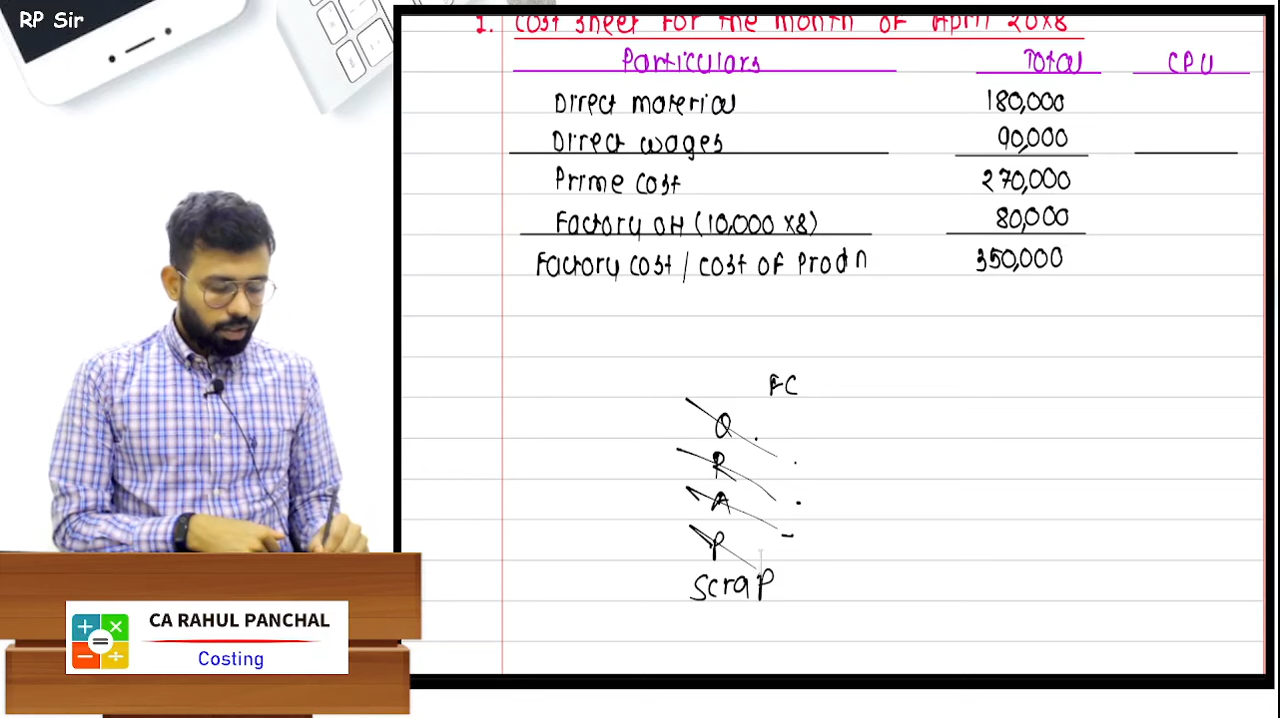 RP Sir
1. Cost sheet for the month of April 20x8
Particulars Total CPU
Direct material 180,000
Direct wages 90,000
Prime cost 270,000
Factory OH (10,000 x8) 80,000
Factory cost / cost of Prodn 350,000
FC
Q
R
A
P
Scrap
CA RAHUL PANCHAL
Costing